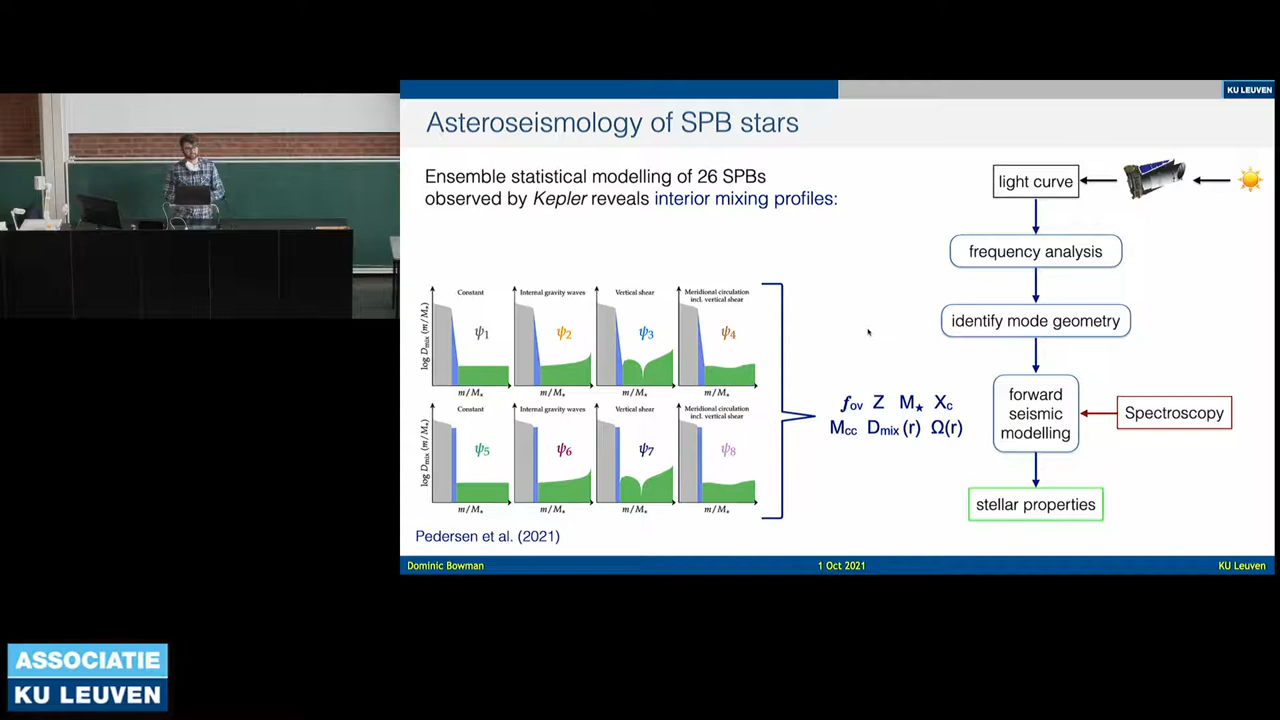 KU LEUVEN
Asteroseismology of SPB stars
Ensemble statistical modelling of 26 SPBs
observed by Kepler reveals interior mixing profiles:
light curve
frequency analysis
identify mode geometry
forward
seismic
modelling
Spectroscopy
stellar properties
Constant
Internal gravity waves
Vertical shear
Meridional circulation
incl. vertical shear
log D_mix (m/M⋆)
ψ1
ψ2
ψ3
ψ4
m/M⋆
m/M⋆
m/M⋆
m/M⋆
Constant
Internal gravity waves
Vertical shear
Meridional circulation
incl. vertical shear
log D_mix (m/M⋆)
ψ5
ψ6
ψ7
ψ8
m/M⋆
m/M⋆
m/M⋆
m/M⋆
fov Z M★ Xc
Mcc Dmix (r) Ω(r)
Pedersen et al. (2021)
Dominic Bowman
1 Oct 2021
KU Leuven
ASSOCIATIE
KU LEUVEN